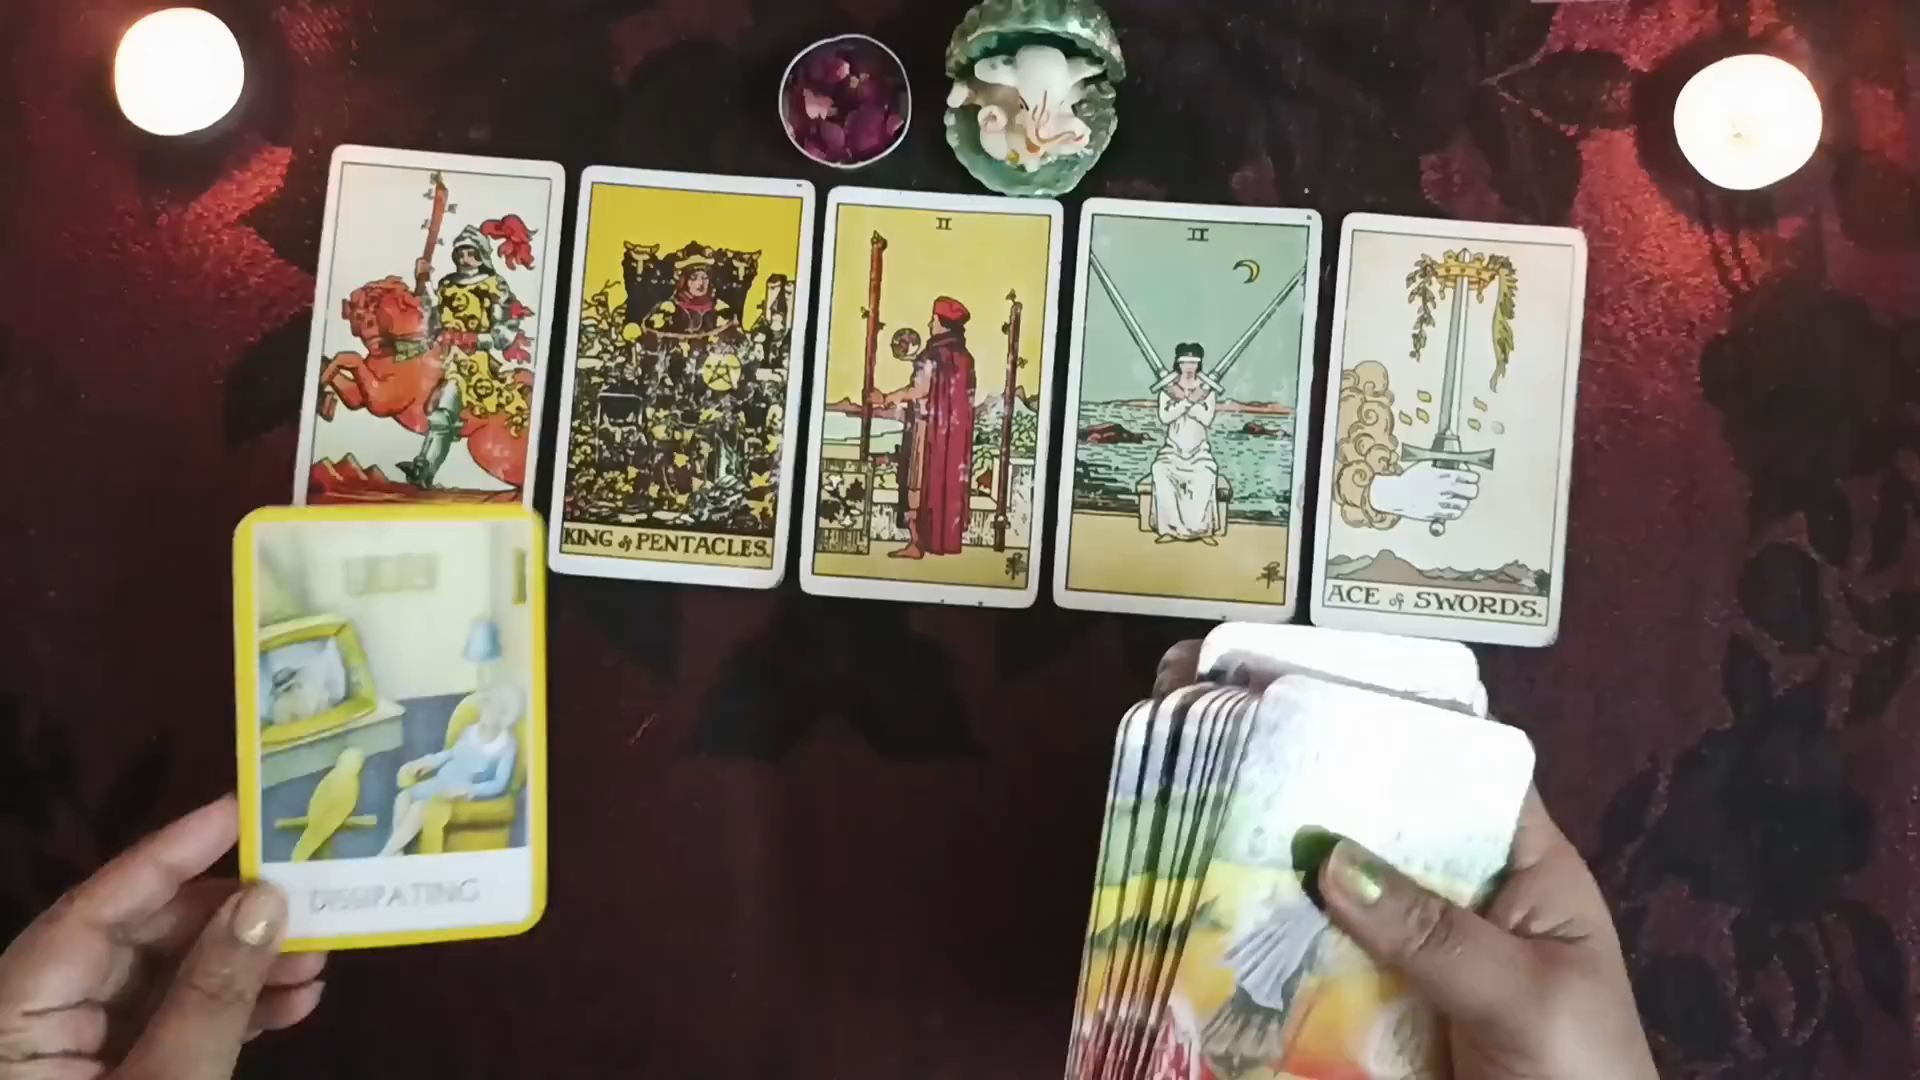 II
II
KING of PENTACLES.
ACE of SWORDS.
DISSIPATING